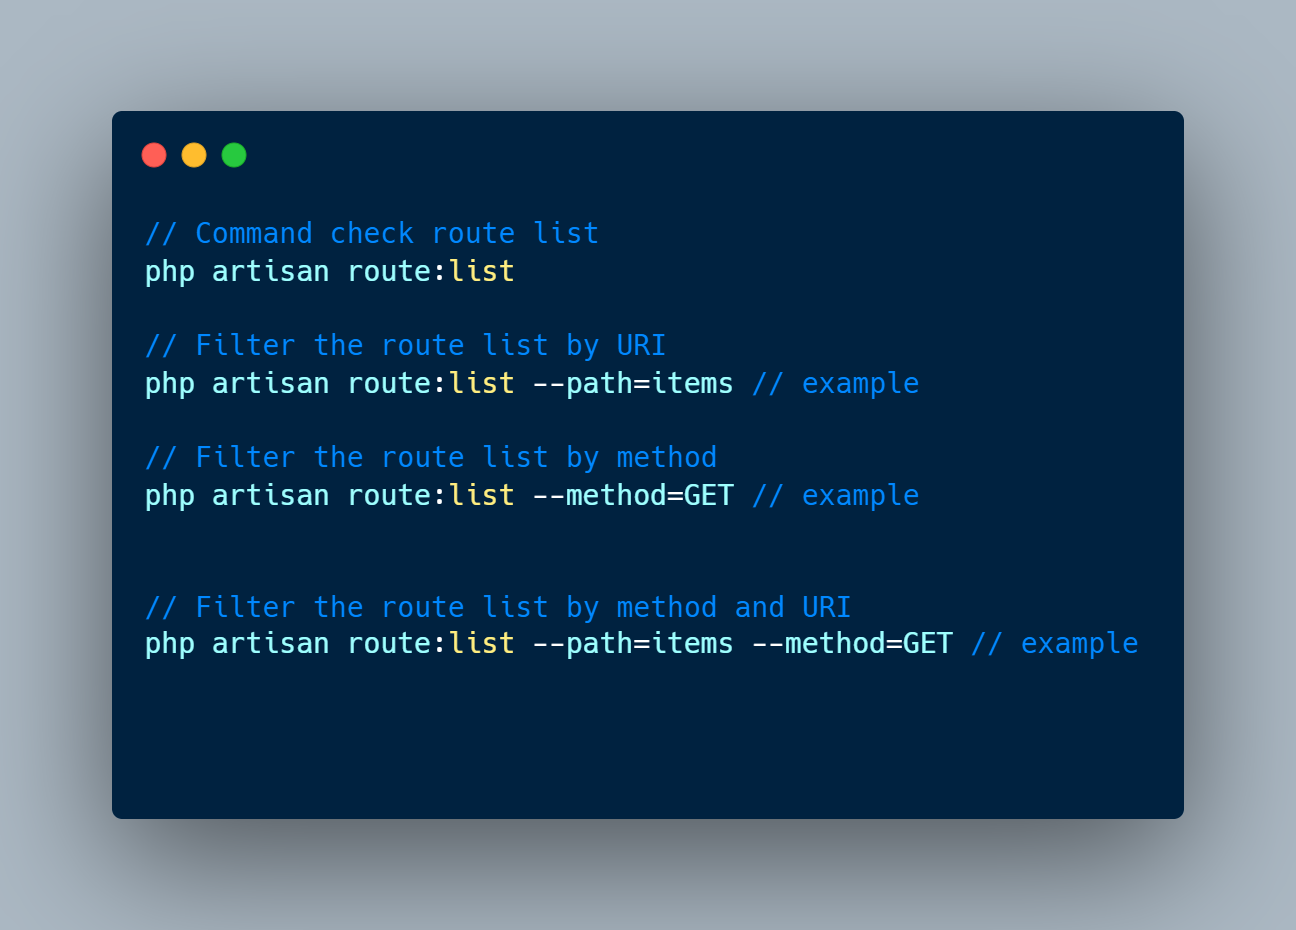 // Command check route list
php artisan route:list
// Filter the route list by URI
php artisan route:list --path=items // example
// Filter the route list by method
php artisan route:list --method=GET // example
// Filter the route list by method and URI
php artisan route:list --path=items --method=GET // example